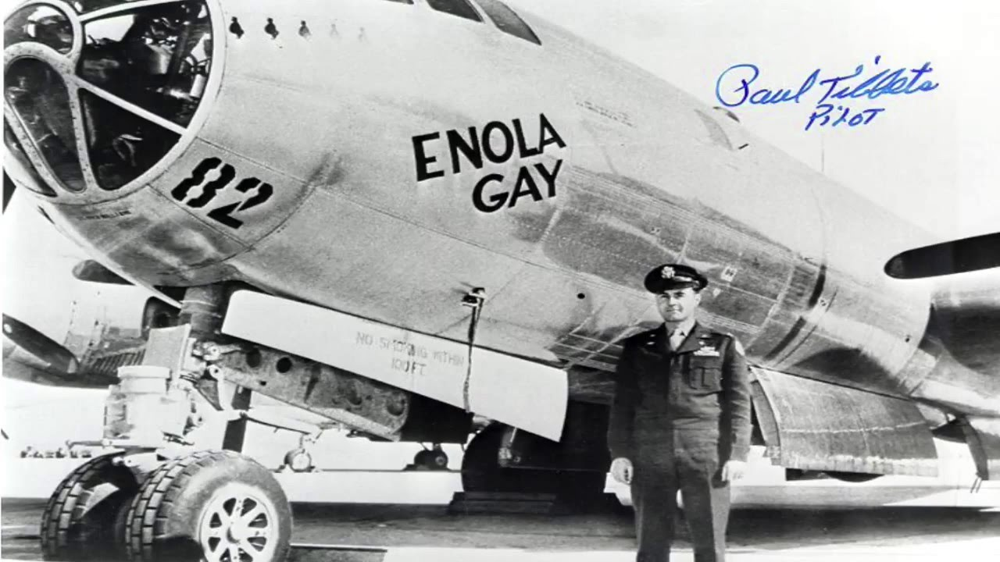 Paul Tibbets
Pilot
ENOLA
GAY
82
NO SMOKING WITHIN
100 FT.